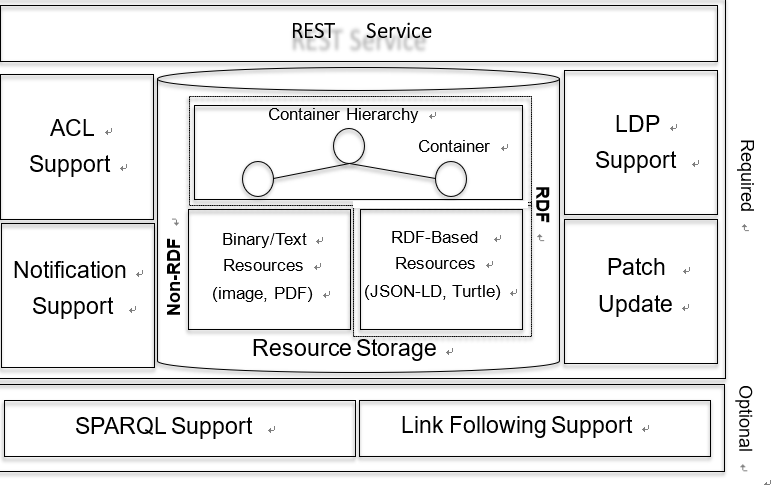 REST Service
ACL
Support
Notification
Support
Container Hierarchy
Container
Non-RDF
RDF
Binary/Text
Resources
(image, PDF)
RDF-Based
Resources
(JSON-LD, Turtle)
Resource Storage
LDP
Support
Patch
Update
Required
SPARQL Support
Link Following Support
Optional